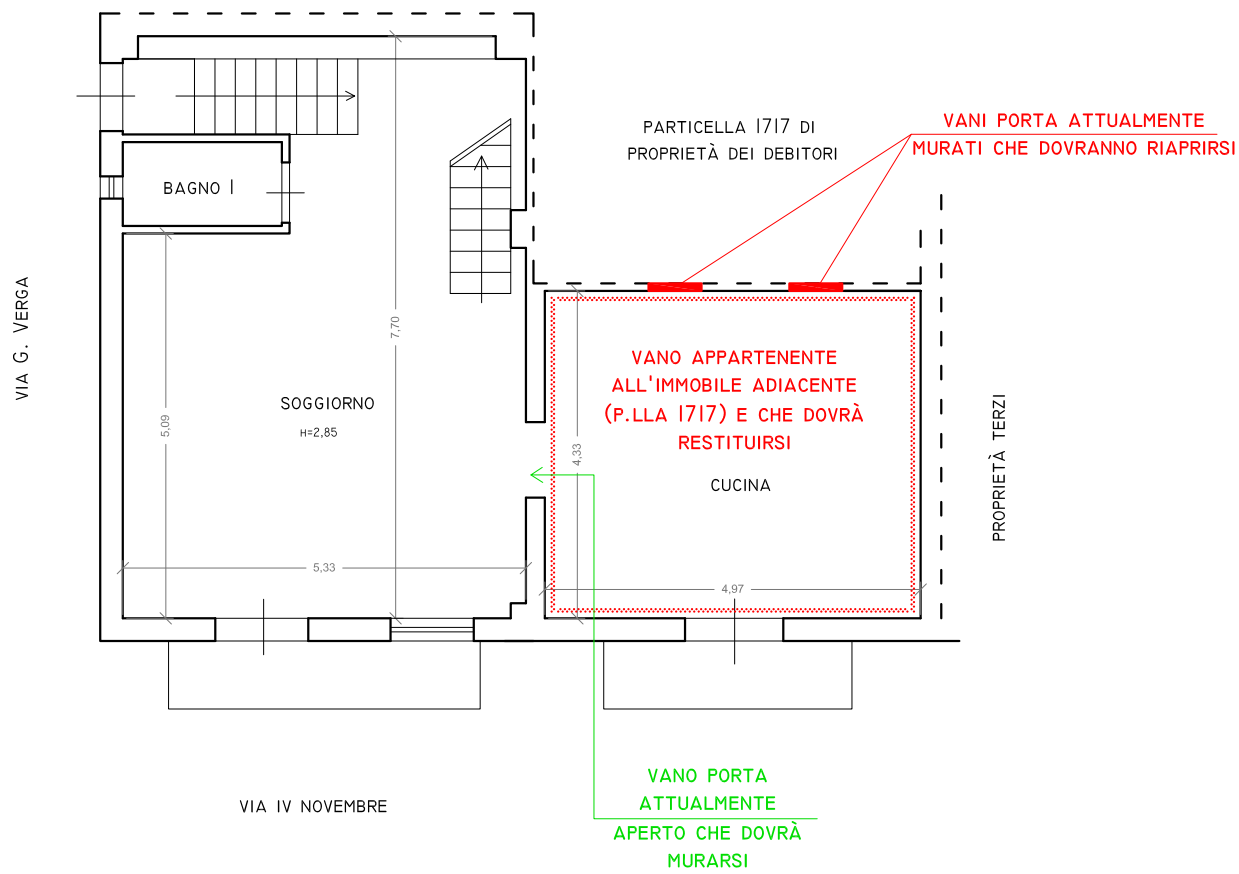 PARTICELLA 1717 DI
PROPRIETÀ DEI DEBITORI
VANI PORTA ATTUALMENTE
MURATI CHE DOVRANNO RIAPRIRSI
BAGNO 1
VIA G. VERGA
7,70
5,09
SOGGIORNO
H=2,85
VANO APPARTENENTE
ALL'IMMOBILE ADIACENTE
(P.LLA 1717) E CHE DOVRÀ
RESTITUIRSI
4,33
CUCINA
PROPRIETÀ TERZI
5,33
4,97
VIA IV NOVEMBRE
VANO PORTA
ATTUALMENTE
APERTO CHE DOVRÀ
MURARSI